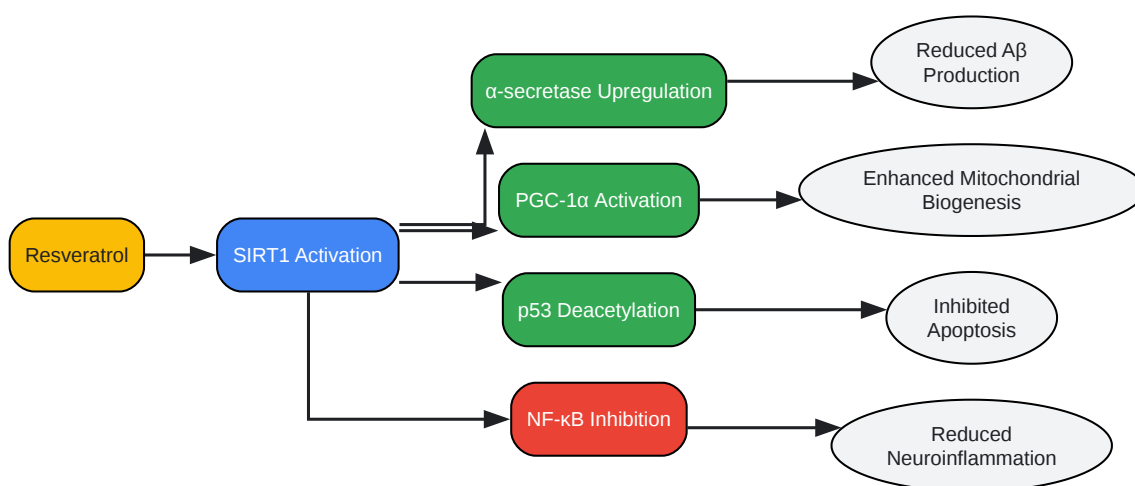 Resveratrol
SIRT1 Activation
α-secretase Upregulation
PGC-1α Activation
p53 Deacetylation
NF-κB Inhibition
Reduced Aβ
Production
Enhanced Mitochondrial
Biogenesis
Inhibited
Apoptosis
Reduced
Neuroinflammation